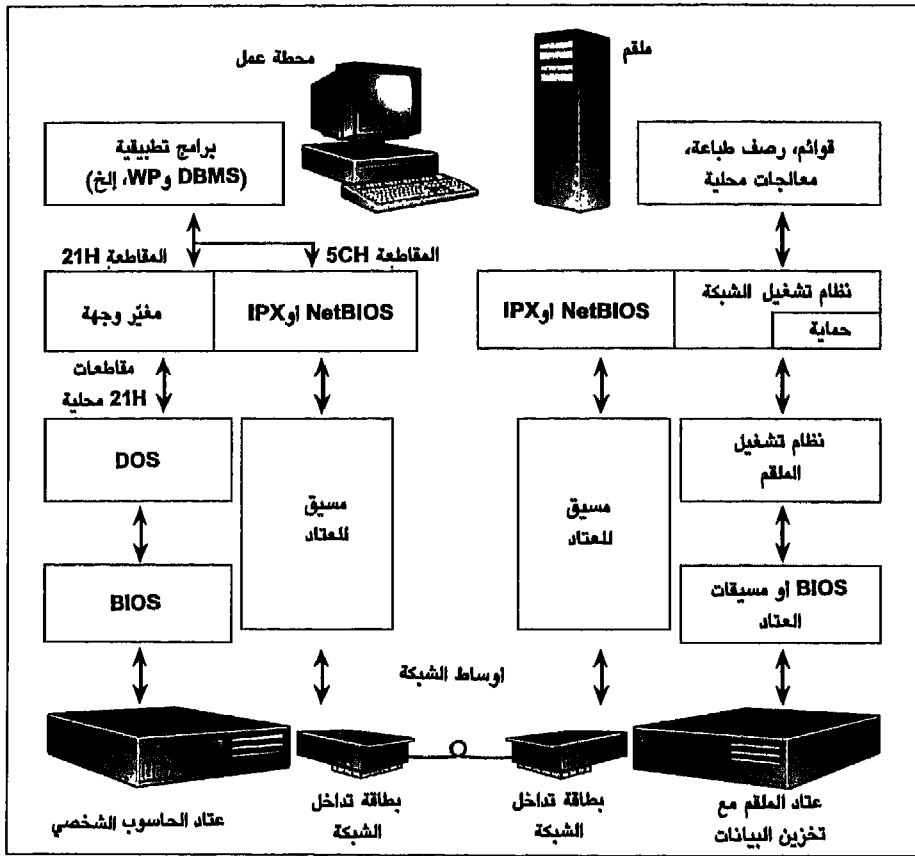 ملقم
محطة عمل
قوائم، رصف طباعة،
معالجات محلية
برامج تطبيقية
(DBMS وWP، إلخ)
المقاطعة 5CH
المقاطعة 21H
نظام تشغيل الشبكة
حماية
NetBIOS اوIPX
NetBIOS اوIPX
مغيّر وجهة
مقاطعات
21H محلية
نظام تشغيل
الملقم
مسيق
للعتاد
مسيق
للعتاد
DOS
BIOS أو مسيقات
العتاد
BIOS
اوساط الشبكة
عتاد الملقم مع
تخزين البيانات
بطاقة تداخل
الشبكة
بطاقة تداخل
الشبكة
عتاد الحاسوب الشخصي